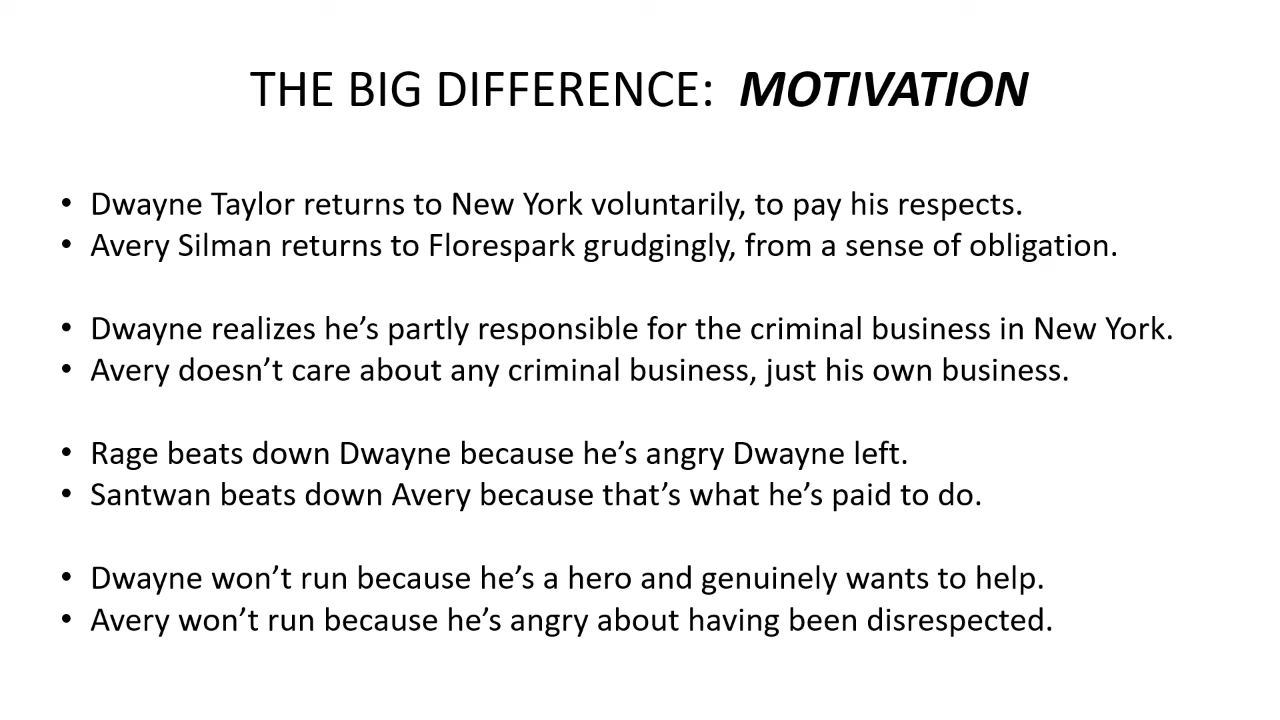 THE BIG DIFFERENCE: MOTIVATION
• Dwayne Taylor returns to New York voluntarily, to pay his respects.
• Avery Silman returns to Florespark grudgingly, from a sense of obligation.
• Dwayne realizes he’s partly responsible for the criminal business in New York.
• Avery doesn’t care about any criminal business, just his own business.
• Rage beats down Dwayne because he’s angry Dwayne left.
• Santwan beats down Avery because that’s what he’s paid to do.
• Dwayne won’t run because he’s a hero and genuinely wants to help.
• Avery won’t run because he’s angry about having been disrespected.